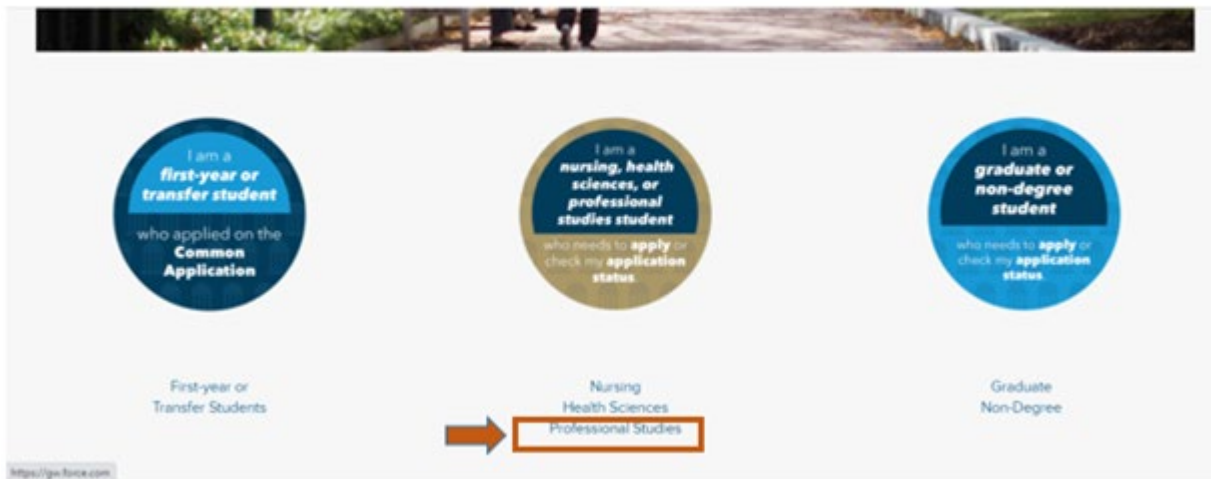 I am a
first-year or
transfer student
who applied on the
Common
Application
I am a
nursing, health
sciences, or
professional
studies student
who needs to apply or
check my application
status.
I am a
graduate or
non-degree
student
who needs to apply or
check my application
status.
First-year or
Transfer Students
Nursing
Health Sciences
Professional Studies
Graduate
Non-Degree
https://gw.force.com